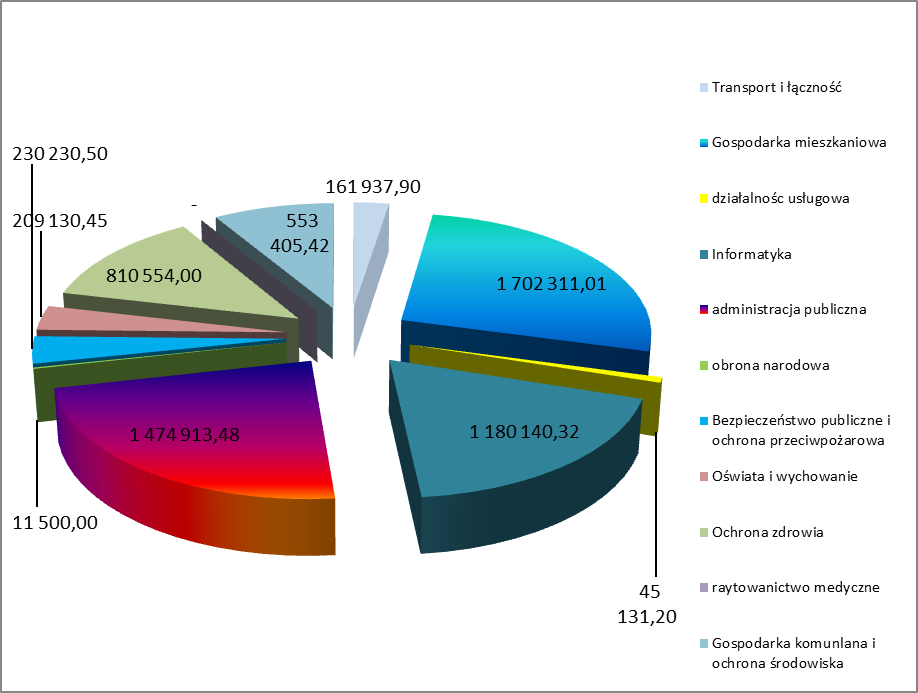 161 937,90
1 702 311,01
45
131,20
1 180 140,32
1 474 913,48
11 500,00
230 230,50
209 130,45
810 554,00
-
553
405,42
Transport i łączność
Gospodarka mieszkaniowa
działalnośc usługowa
Informatyka
administracja publiczna
obrona narodowa
Bezpieczeństwo publiczne i
ochrona przeciwpożarowa
Oświata i wychowanie
Ochrona zdrowia
raytowanictwo medyczne
Gospodarka komunlana i
ochrona środowiska